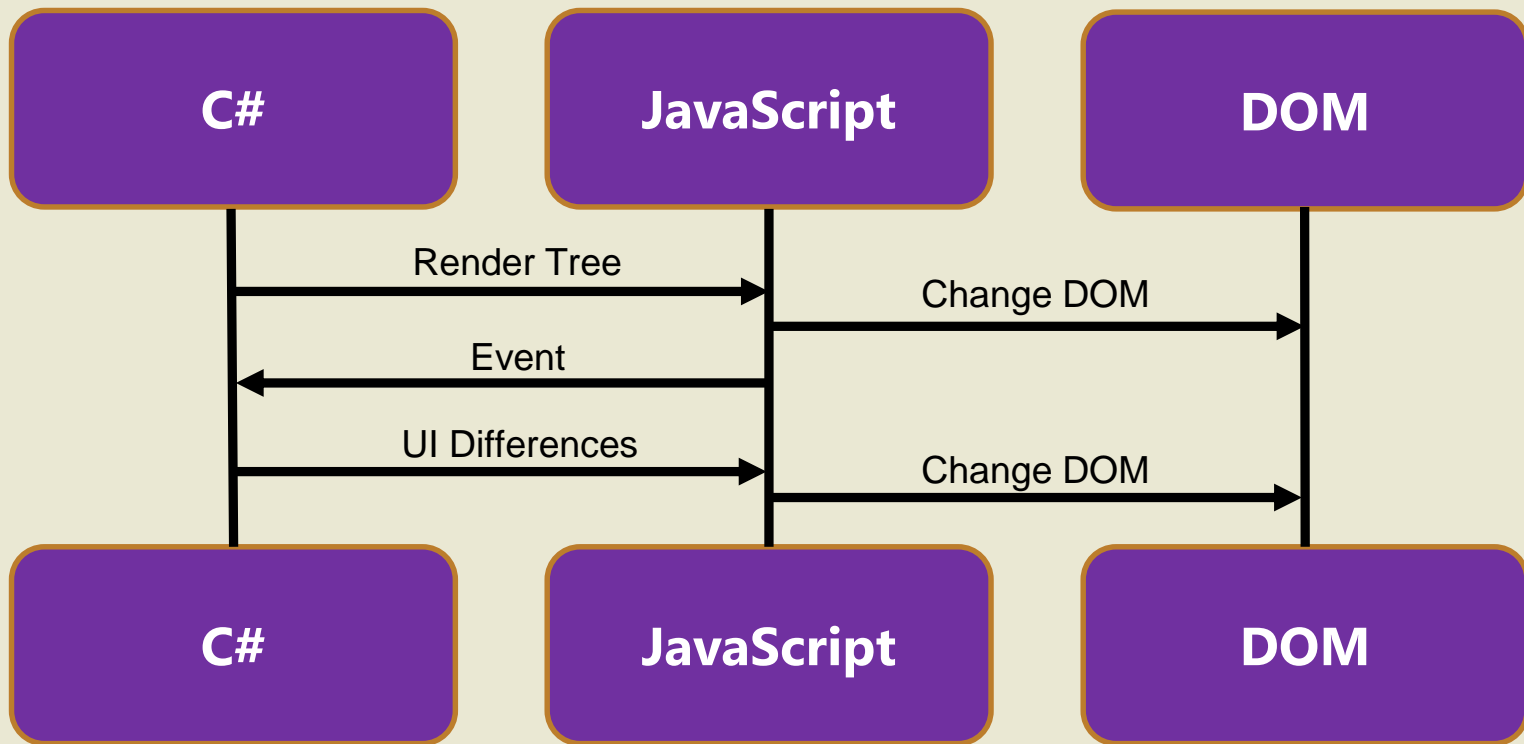 C#
JavaScript
DOM
Render Tree
Change DOM
Event
UI Differences
Change DOM
C#
JavaScript
DOM